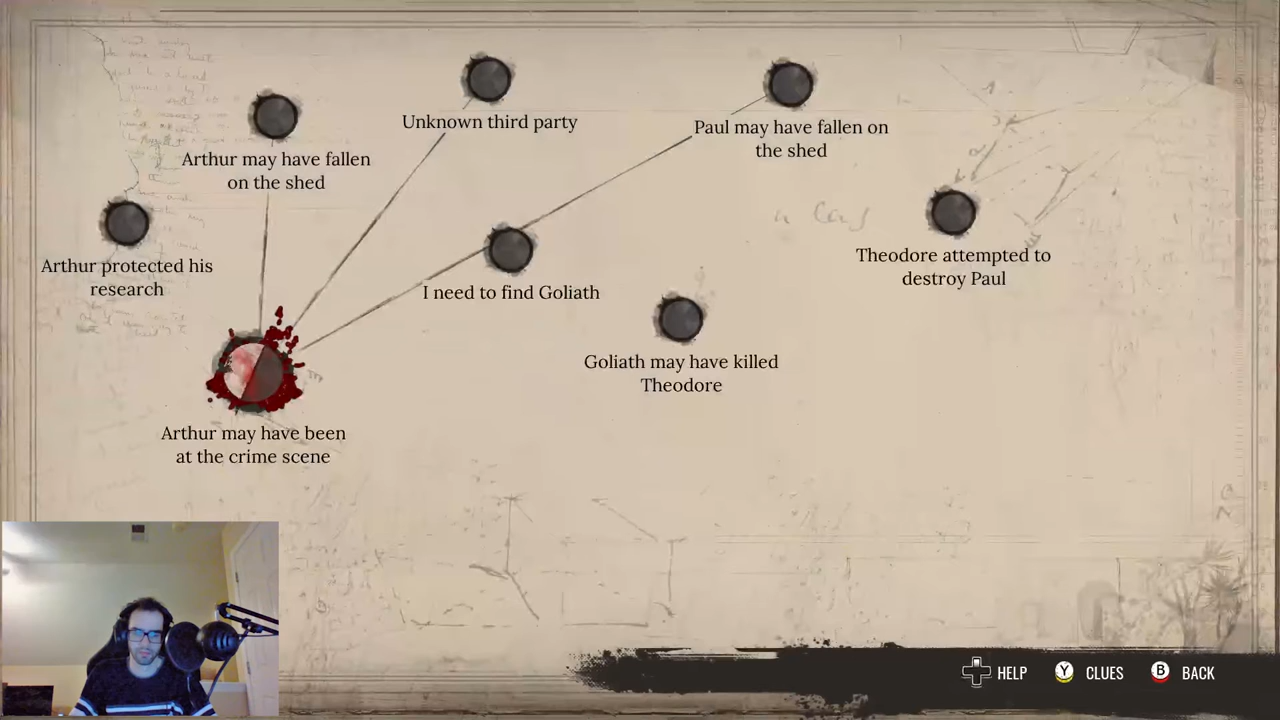 Unknown third party
Paul may have fallen on
the shed
Arthur may have fallen
on the shed
Arthur protected his
research
Theodore attempted to
destroy Paul
I need to find Goliath
Goliath may have killed
Theodore
Arthur may have been
at the crime scene
HELP
Y CLUES
B BACK